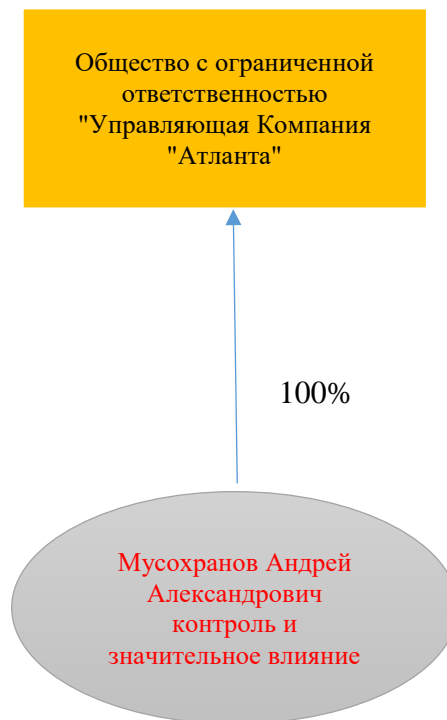 Общество с ограниченной
ответственностью
"Управляющая Компания
"Атланта"
100%
Мусохранов Андрей
Александрович
контроль и
значительное влияние